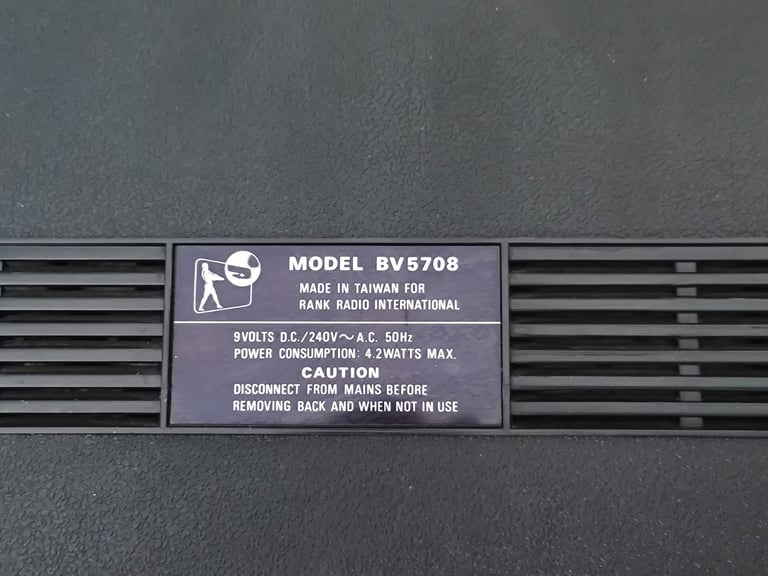 MODEL BV5708
MADE IN TAIWAN FOR
RANK RADIO INTERNATIONAL
9VOLTS D.C./240V～A.C. 50Hz
POWER CONSUMPTION: 4.2WATTS MAX.
CAUTION
DISCONNECT FROM MAINS BEFORE
REMOVING BACK AND WHEN NOT IN USE